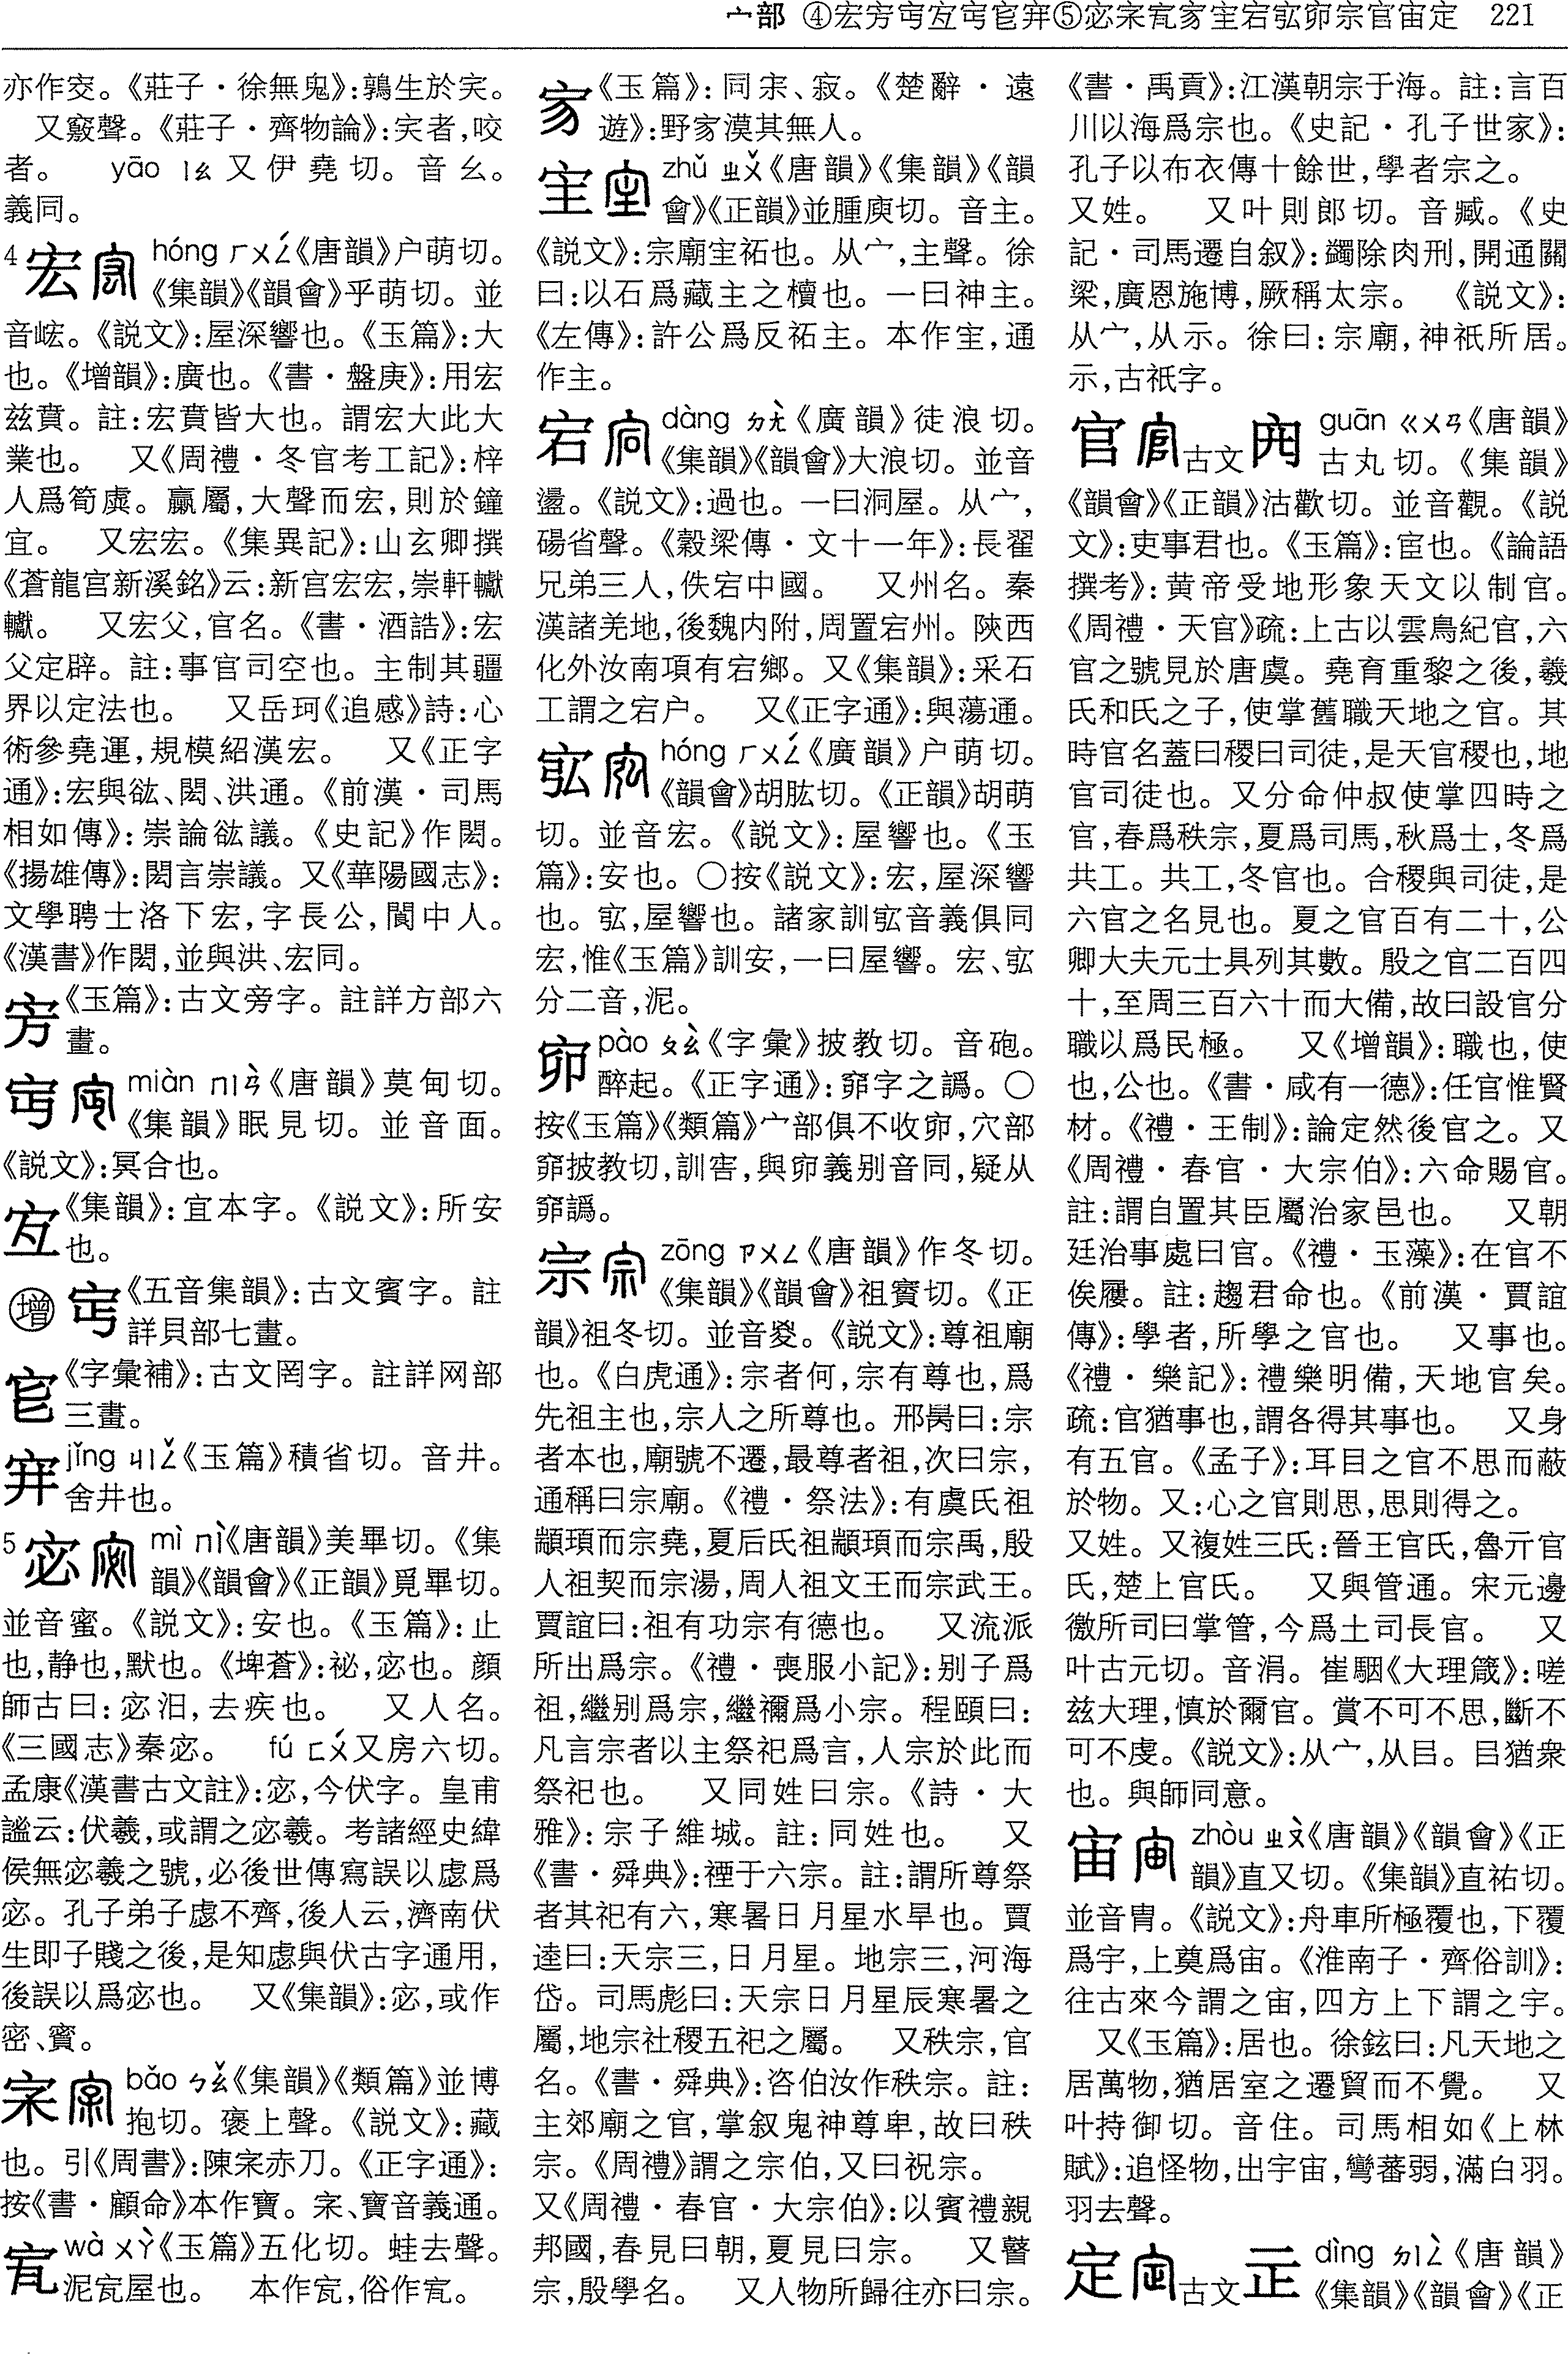 宀部 ④宏㝑丏㝏㝎㝉穽⑤宓宲寍㝩宔宕宖㝌宗官宙定 221
亦作穾。《莊子·徐無鬼》:鶉生於宎。
又窔聲。《莊子·齊物論》:宎者,咬
者。 yāo ㄧㄠ 又伊堯切。音幺。
義同。
4 宏 hóng ㄏㄨㄥˊ《唐韻》户萌切。
《集韻》《韻會》乎萌切。並
音峵。《説文》:屋深響也。《玉篇》:大
也。《增韻》:廣也。《書·盤庚》:用宏
兹賁。註:宏賁皆大也。謂宏大此大
業也。 又《周禮·冬官考工記》:梓
人爲筍虡。贏屬,大聲而宏,則於鐘
宜。 又宏宏。《集異記》:山玄卿撰
《蒼龍宫新溪銘》云:新宫宏宏,崇軒轥
轥。 又宏父,官名。《書·酒誥》:宏
父定辟。註:事官司空也。主制其疆
界以定法也。 又岳珂《追感》詩:心
術參堯運,規模紹漢宏。 又《正字
通》:宏與谹、閎、洪通。《前漢·司馬
相如傳》:崇論谹議。《史記》作閎。
《揚雄傳》:閎言崇議。又《華陽國志》:
文學聘士洛下宏,字長公,閬中人。
《漢書》作閎,並與洪、宏同。
《玉篇》:古文旁字。註詳方部六
畫。
miàn ㄇㄧㄢˋ《唐韻》莫甸切。
《集韻》眠見切。並音面。
《説文》:冥合也。
《集韻》:宜本字。《説文》:所安
也。
增 《五音集韻》:古文賓字。註
詳貝部七畫。
《字彙補》:古文罔字。註詳网部
三畫。
jǐng ㄐㄧㄥˇ《玉篇》積省切。音井。
舍井也。
5 宓 mì ㄇㄧˋ《唐韻》美畢切。《集
韻》《韻會》《正韻》覓畢切。
並音蜜。《説文》:安也。《玉篇》:止
也,静也,默也。《埤蒼》:祕,宓也。顔
師古曰:宓汨,去疾也。 又人名。
《三國志》秦宓。 fú ㄈㄨˊ又房六切。
孟康《漢書古文註》:宓,今伏字。皇甫
謐云:伏羲,或謂之宓羲。考諸經史緯
侯無宓羲之號,必後世傳寫誤以虙爲
宓。孔子弟子虙不齊,後人云,濟南伏
生即子賤之後,是知虙與伏古字通用,
後誤以爲宓也。 又《集韻》:宓,或作
密、賔。
宲 bǎo ㄅㄠˇ《集韻》《類篇》並博
抱切。褒上聲。《説文》:藏
也。引《周書》:陳宲赤刀。《正字通》:
按《書·顧命》本作寶。宲、寶音義通。
wà ㄨㄚˋ《玉篇》五化切。蛙去聲。
泥㝀屋也。 本作㝀,俗作㝀。
《玉篇》:同宋、寂。《楚辭·遠
遊》:野㝩漠其無人。
宔 zhǔ ㄓㄨˇ《唐韻》《集韻》《韻
會》《正韻》並腫庾切。音主。
《説文》:宗廟宔祏也。从宀,主聲。徐
曰:以石爲藏主之櫝也。一曰神主。
《左傳》:許公爲反祏主。本作宔,通
作主。
宕 dàng ㄉㄤˋ《廣韻》徒浪切。
《集韻》《韻會》大浪切。並音
盪。《説文》:過也。一曰洞屋。从宀,
碭省聲。《穀梁傳·文十一年》:長翟
兄弟三人,佚宕中國。 又州名。秦
漢諸羌地,後魏内附,周置宕州。陝西
化外汝南項有宕鄉。又《集韻》:采石
工謂之宕户。 又《正字通》:與蕩通。
宖 hóng ㄏㄨㄥˊ《廣韻》户萌切。
《韻會》胡肱切。《正韻》胡萌
切。並音宏。《説文》:屋響也。《玉
篇》:安也。○按《説文》:宏,屋深響
也。宖,屋響也。諸家訓宖音義俱同
宏,惟《玉篇》訓安,一曰屋響。宏、宖
分二音,泥。
pào ㄆㄠˋ《字彙》披教切。音砲。
醉起。《正字通》:窌字之譌。○
按《玉篇》《類篇》宀部俱不收㝇,穴部
窌披教切,訓窖,與㝇義别音同,疑从
窌譌。
宗 zōng ㄗㄨㄥ《唐韻》作冬切。
《集韻》《韻會》祖賨切。《正
韻》祖冬切。並音㚇。《説文》:尊祖廟
也。《白虎通》:宗者何,宗有尊也,爲
先祖主也,宗人之所尊也。邢昺曰:宗
者本也,廟號不遷,最尊者祖,次曰宗,
通稱曰宗廟。《禮·祭法》:有虞氏祖
顓頊而宗堯,夏后氏祖顓頊而宗禹,殷
人祖契而宗湯,周人祖文王而宗武王。
賈誼曰:祖有功宗有德也。 又流派
所出爲宗。《禮·喪服小記》:别子爲
祖,繼别爲宗,繼禰爲小宗。程頤曰:
凡言宗者以主祭祀爲言,人宗於此而
祭祀也。 又同姓曰宗。《詩·大
雅》:宗子維城。註:同姓也。 又
《書·舜典》:禋于六宗。註:謂所尊祭
者其祀有六,寒暑日月星水旱也。賈
逵曰:天宗三,日月星。地宗三,河海
岱。司馬彪曰:天宗日月星辰寒暑之
屬,地宗社稷五祀之屬。 又秩宗,官
名。《書·舜典》:咨伯汝作秩宗。註:
主郊廟之官,掌叙鬼神尊卑,故曰秩
宗。《周禮》謂之宗伯,又曰祝宗。
又《周禮·春官·大宗伯》:以賓禮親
邦國,春見曰朝,夏見曰宗。 又瞽
宗,殷學名。 又人物所歸往亦曰宗。
《書·禹貢》:江漢朝宗于海。註:言百
川以海爲宗也。《史記·孔子世家》:
孔子以布衣傳十餘世,學者宗之。
又姓。 又叶則郎切。音臧。《史
記·司馬遷自叙》:蠲除肉刑,開通關
梁,廣恩施博,厥稱太宗。 《説文》:
从宀,从示。徐曰:宗廟,神祇所居。
示,古祇字。
官 古文 guān ㄍㄨㄢ《唐韻》
古丸切。《集韻》
《韻會》《正韻》沽歡切。並音觀。《説
文》:吏事君也。《玉篇》:宦也。《論語
撰考》:黄帝受地形象天文以制官。
《周禮·天官》疏:上古以雲鳥紀官,六
官之號見於唐虞。堯育重黎之後,羲
氏和氏之子,使掌舊職天地之官。其
時官名蓋曰稷曰司徒,是天官稷也,地
官司徒也。又分命仲叔使掌四時之
官,春爲秩宗,夏爲司馬,秋爲士,冬爲
共工。共工,冬官也。合稷與司徒,是
六官之名見也。夏之官百有二十,公
卿大夫元士具列其數。殷之官二百四
十,至周三百六十而大備,故曰設官分
職以爲民極。 又《增韻》:職也,使
也,公也。《書·咸有一德》:任官惟賢
材。《禮·王制》:論定然後官之。又
《周禮·春官·大宗伯》:六命賜官。
註:謂自置其臣屬治家邑也。 又朝
廷治事處曰官。《禮·玉藻》:在官不
俟屨。註:趨君命也。《前漢·賈誼
傳》:學者,所學之官也。 又事也。
《禮·樂記》:禮樂明備,天地官矣。
疏:官猶事也,謂各得其事也。 又身
有五官。《孟子》:耳目之官不思而蔽
於物。又:心之官則思,思則得之。
又姓。又複姓三氏:晉王官氏,魯亓官
氏,楚上官氏。 又與管通。宋元邊
徼所司曰掌管,今爲土司長官。 又
叶古元切。音涓。崔駰《大理箴》:嗟
兹大理,慎於爾官。賞不可不思,斷不
可不虔。《説文》:从宀,从㠯。㠯猶衆
也。與師同意。
宙 zhòu ㄓㄡˋ《唐韻》《韻會》《正
韻》直又切。《集韻》直祐切。
並音胄。《説文》:舟車所極覆也,下覆
爲宇,上奠爲宙。《淮南子·齊俗訓》:
往古來今謂之宙,四方上下謂之宇。
又《玉篇》:居也。徐鉉曰:凡天地之
居萬物,猶居室之遷貿而不覺。 又
叶持御切。音住。司馬相如《上林
賦》:追怪物,出宇宙,彎蕃弱,滿白羽。
羽去聲。
定 古文 dìng ㄉㄧㄥˋ《唐韻》
《集韻》《韻會》《正